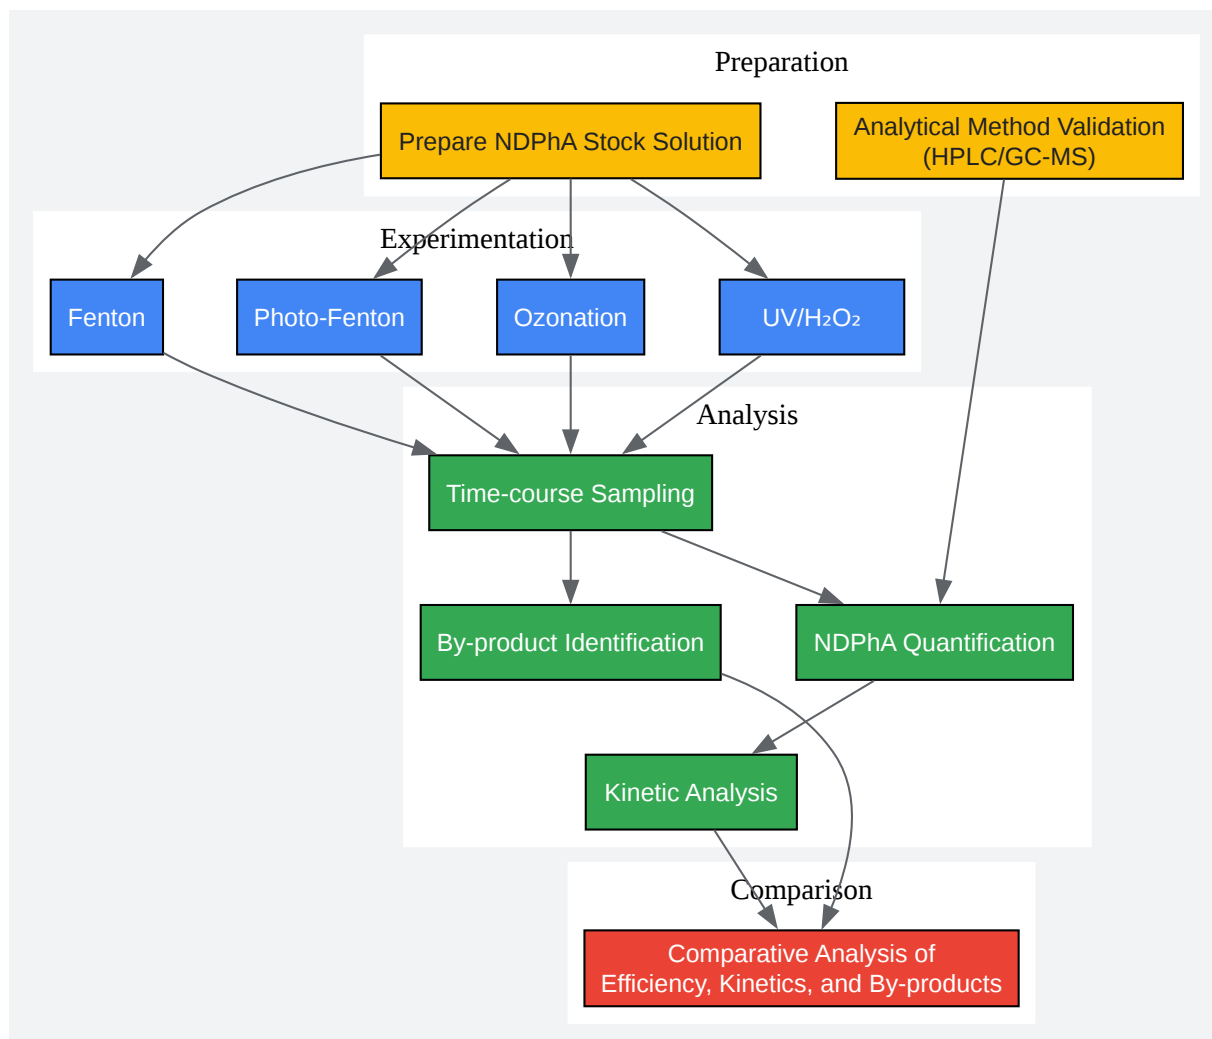 Preparation
Prepare NDPhA Stock Solution
Analytical Method Validation
(HPLC/GC-MS)
Experimentation
Fenton
Photo-Fenton
Ozonation
UV/H₂O₂
Analysis
Time-course Sampling
By-product Identification
NDPhA Quantification
Kinetic Analysis
Comparison
Comparative Analysis of
Efficiency, Kinetics, and By-products